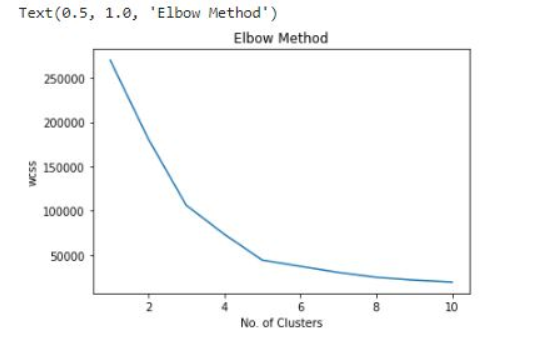 Text(0.5, 1.0, 'Elbow Method')
Elbow Method
250000
200000
150000
100000
50000
wcss
2 4 6 8 10
No. of Clusters